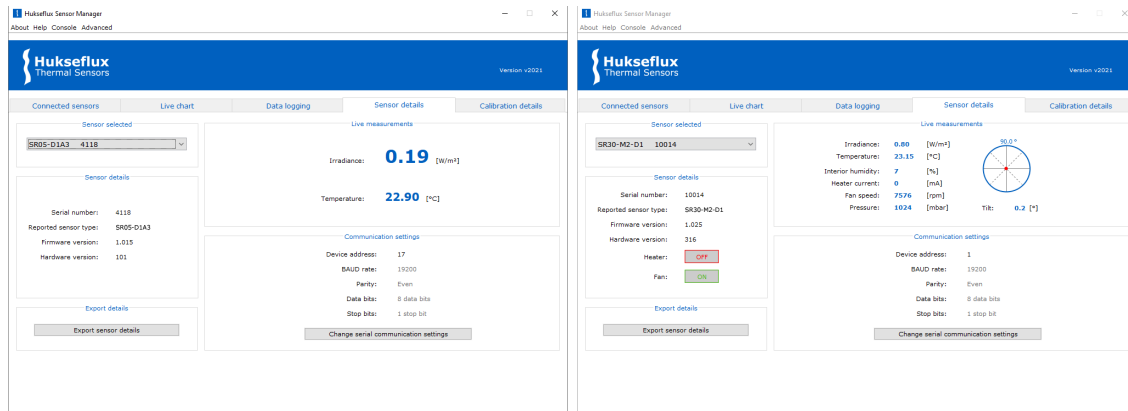 Hukseflux Sensor Manager
About Help Console Advanced
Hukseflux
Thermal Sensors
Version v2021
Connected sensors Live chart Data logging Sensor details Calibration details
Sensor selected
SR05-D1A3 4118
Sensor details
Serial number: 4118
Reported sensor type: SR05-D1A3
Firmware version: 1.015
Hardware version: 101
Export details
Export sensor details
Live measurements
Irradiance: 0.19 [W/m²]
Temperature: 22.90 [°C]
Communication settings
Device address: 17
BAUD rate: 19200
Parity: Even
Data bits: 8 data bits
Stop bits: 1 stop bit
Change serial communication settings
Hukseflux Sensor Manager
About Help Console Advanced
Hukseflux
Thermal Sensors
Version v2021
Connected sensors Live chart Data logging Sensor details Calibration details
Sensor selected
SR30-M2-D1 10014
Sensor details
Serial number: 10014
Reported sensor type: SR30-M2-D1
Firmware version: 1.025
Hardware version: 316
Heater: OFF
Fan: ON
Export details
Export sensor details
Live measurements
Irradiance: 0.80 [W/m²]
Temperature: 23.15 [°C]
Interior humidity: 7 [%]
Heater current: 0 [mA]
Fan speed: 7576 [rpm]
Pressure: 1024 [mbar]
90.0 °
Tilt: 0.2 [°]
Communication settings
Device address: 1
BAUD rate: 19200
Parity: Even
Data bits: 8 data bits
Stop bits: 1 stop bit
Change serial communication settings